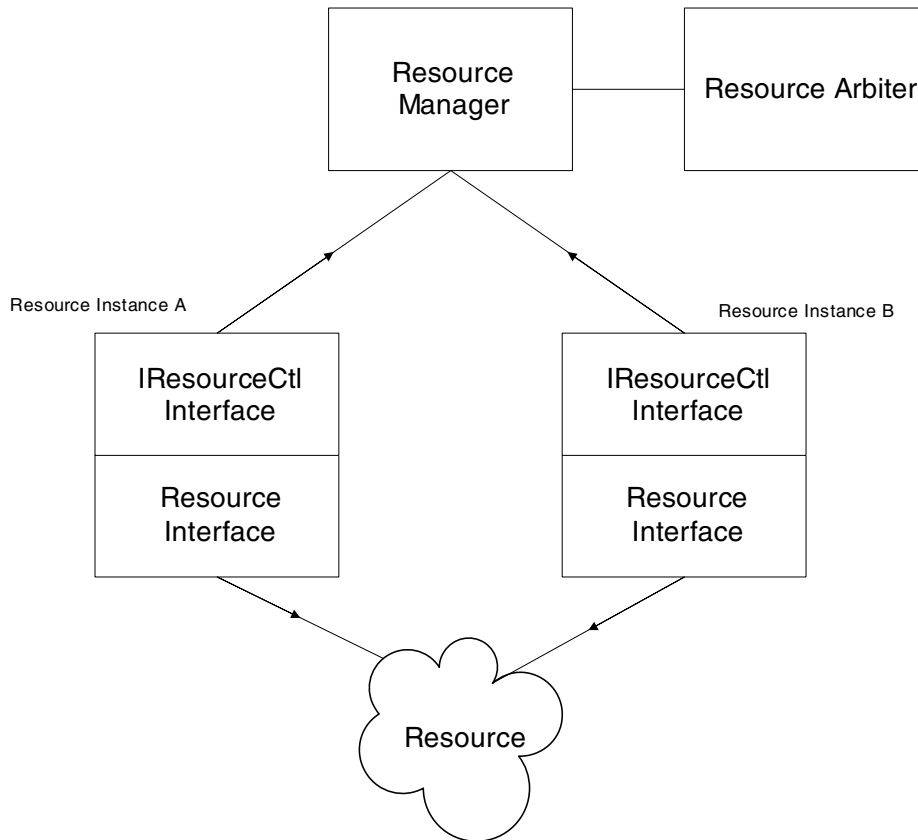 Resource
Manager
Resource Arbiter
Resource Instance A
Resource Instance B
IResourceCtl
Interface
Resource
Interface
IResourceCtl
Interface
Resource
Interface
Resource